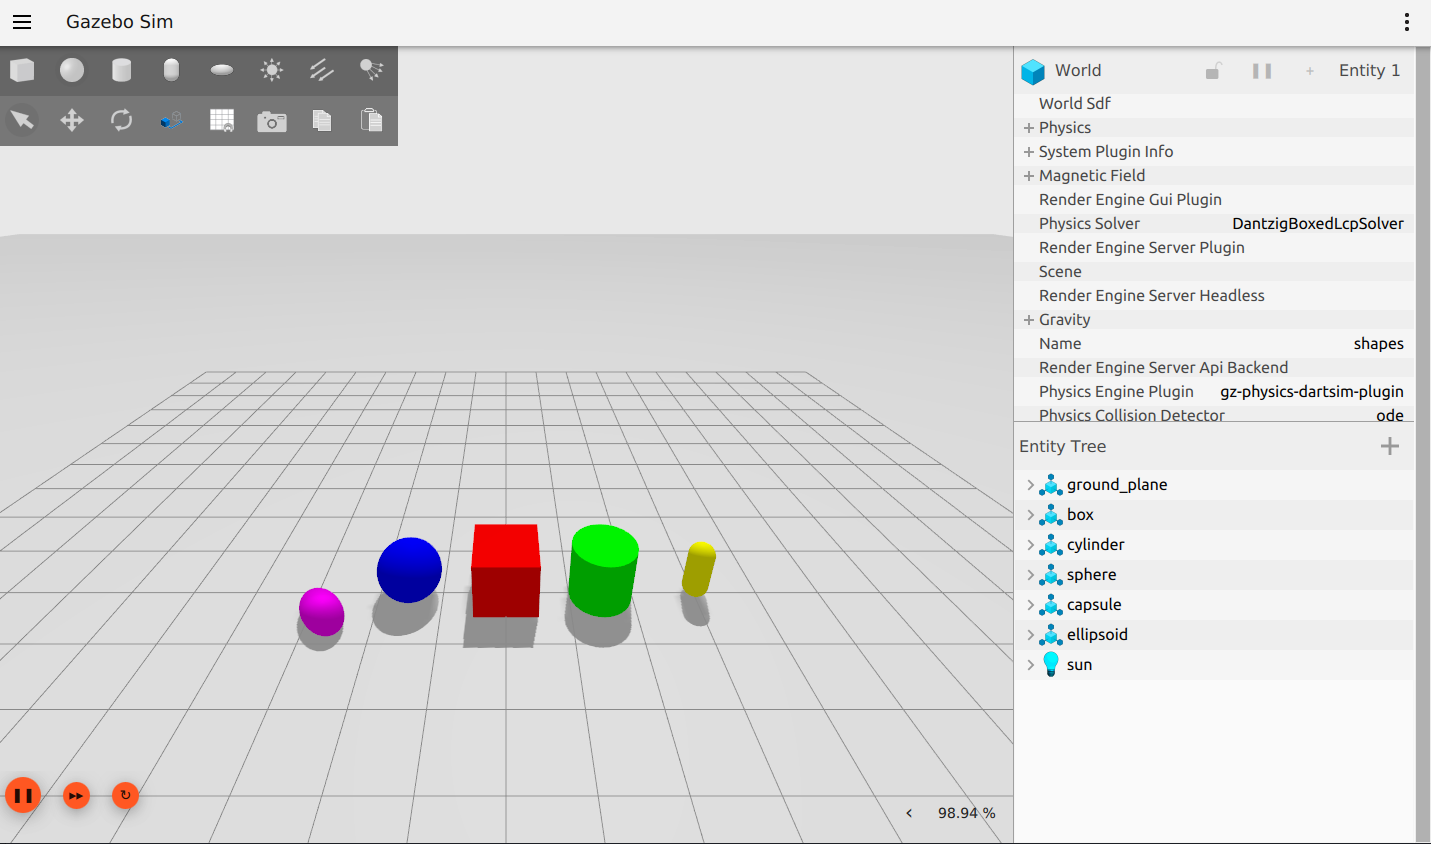 Gazebo Sim
World Entity 1
World Sdf
Physics
System Plugin Info
Magnetic Field
Render Engine Gui Plugin
Physics Solver DantzigBoxedLcpSolver
Render Engine Server Plugin
Scene
Render Engine Server Headless
Gravity
Name shapes
Render Engine Server Api Backend
Physics Engine Plugin gz-physics-dartsim-plugin
Physics Collision Detector ode
Entity Tree
ground_plane
box
cylinder
sphere
capsule
ellipsoid
sun
98.94 %